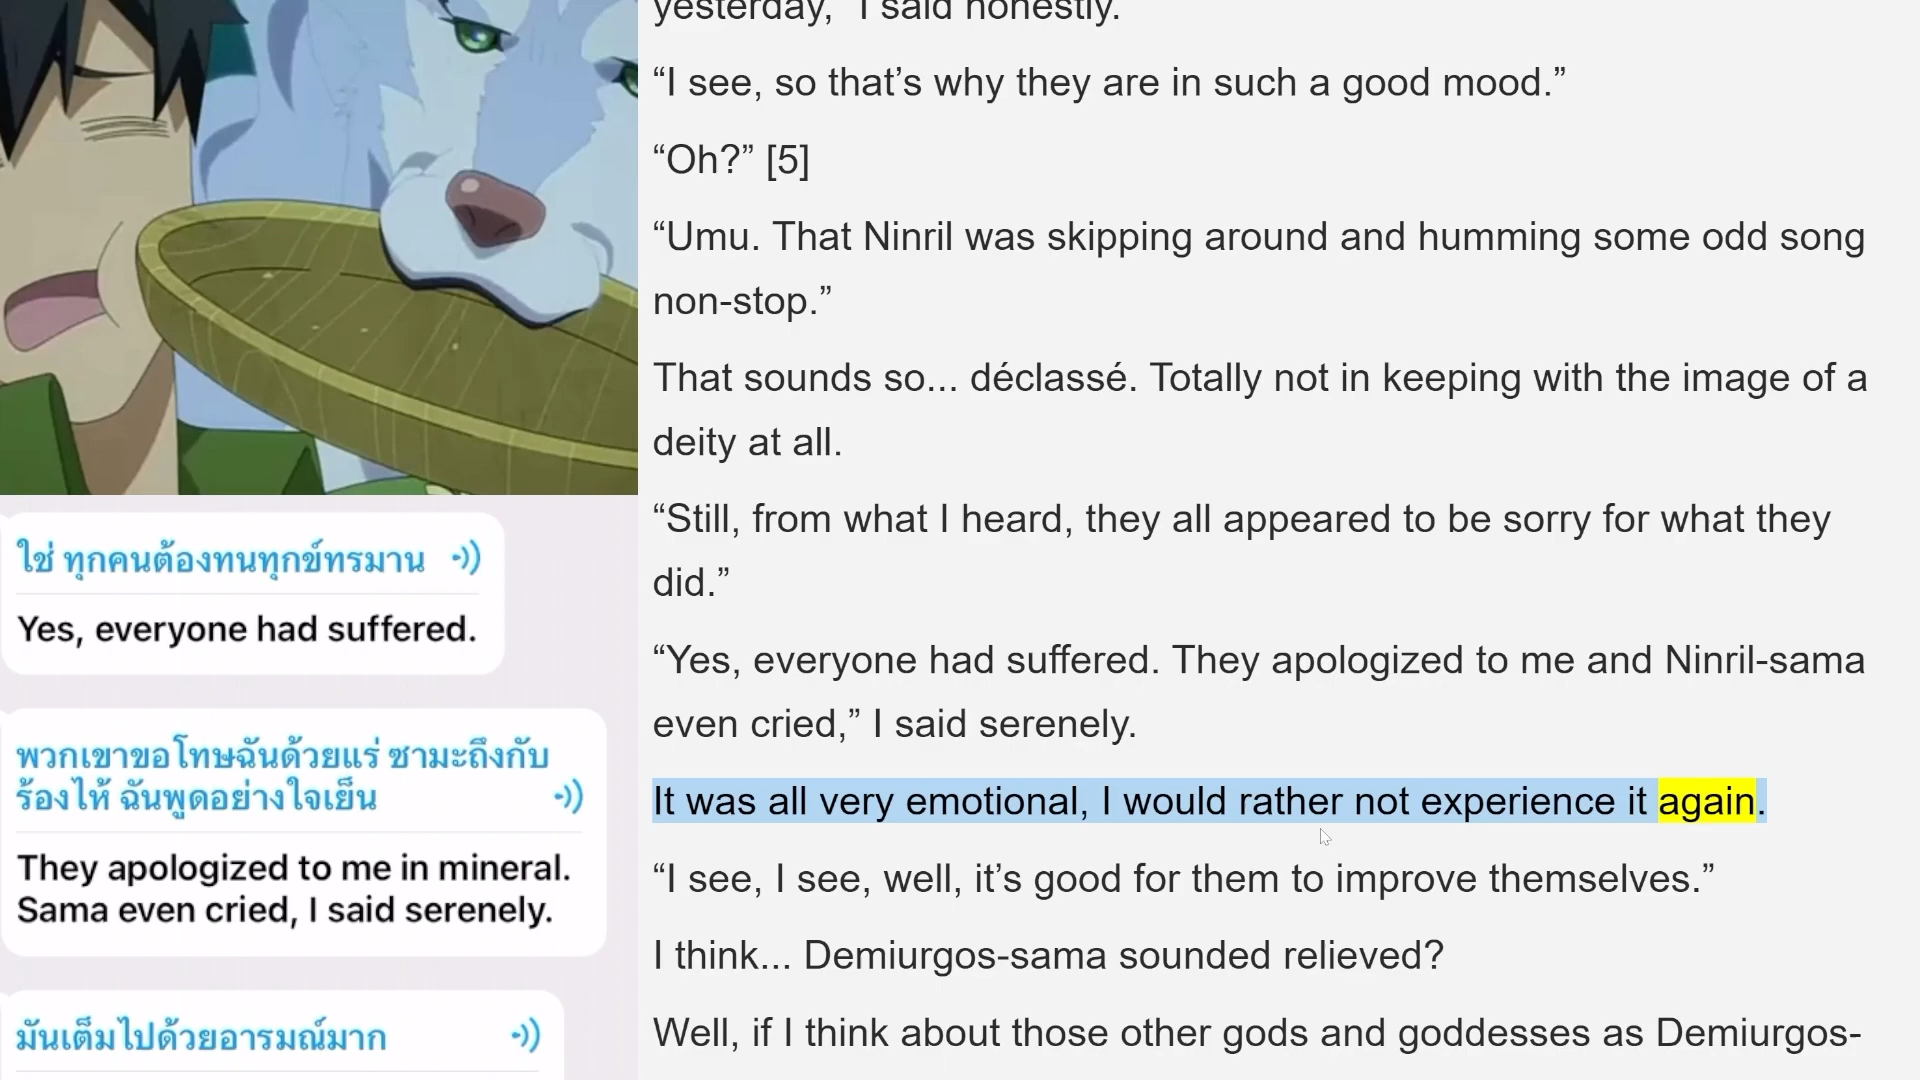 yesterday,” I said honestly.
“I see, so that’s why they are in such a good mood.”
“Oh?” [5]
“Umu. That Ninril was skipping around and humming some odd song
non-stop.”
That sounds so... déclassé. Totally not in keeping with the image of a
deity at all.
“Still, from what I heard, they all appeared to be sorry for what they
did.”
“Yes, everyone had suffered. They apologized to me and Ninril-sama
even cried,” I said serenely.
It was all very emotional, I would rather not experience it again.
“I see, I see, well, it’s good for them to improve themselves.”
I think... Demiurgos-sama sounded relieved?
Well, if I think about those other gods and goddesses as Demiurgos-
ใช่ ทุกคนต้องทนทุกข์ทรมาน
Yes, everyone had suffered.
พวกเขาขอโทษฉันด้วยแร่ ซามะถึงกับ
ร้องไห้ ฉันพูดอย่างใจเย็น
They apologized to me in mineral.
Sama even cried, I said serenely.
มันเต็มไปด้วยอารมณ์มาก